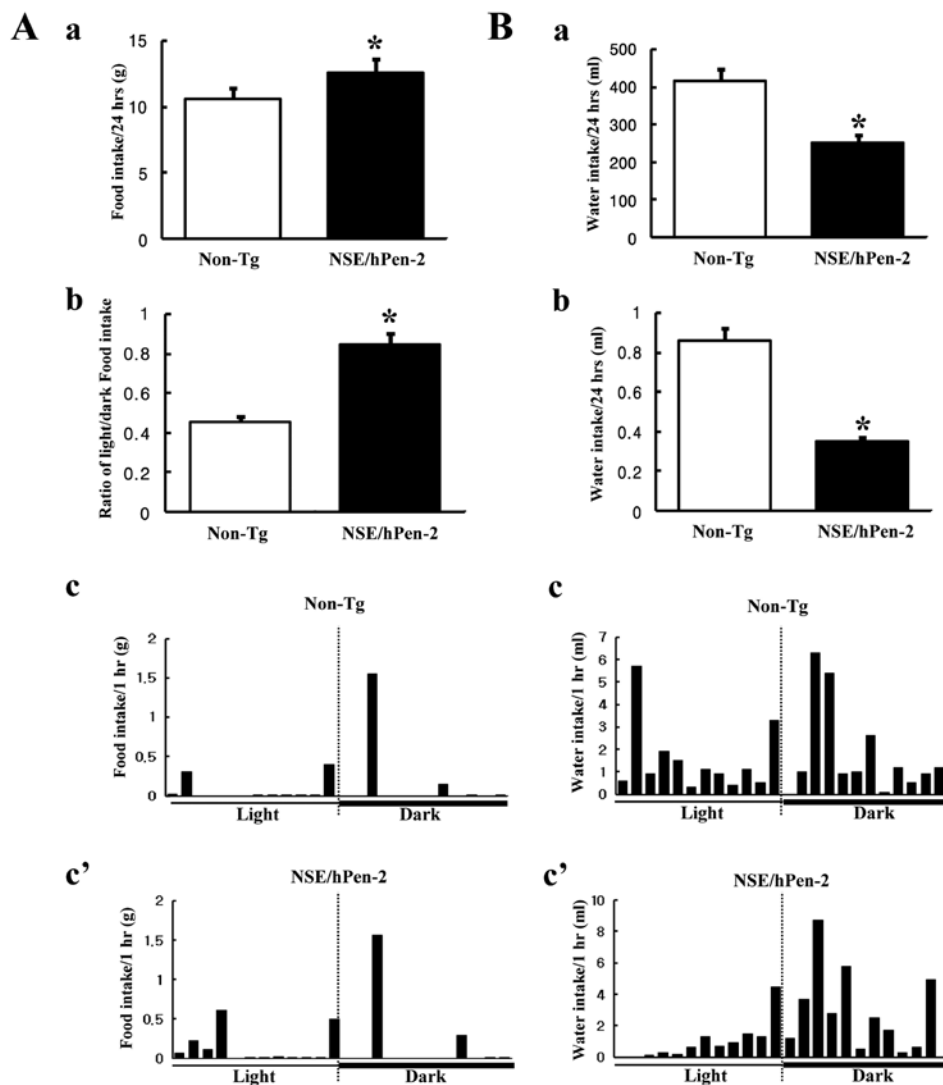 A
a
Food intake/24 hrs (g)
15
10
5
0
*
Non-Tg
NSE/hPen-2
b
Ratio of light/dark Food intake
1
0.8
0.6
0.4
0.2
0
*
Non-Tg
NSE/hPen-2
c
Non-Tg
Food intake/1 hr (g)
2
1.5
1
0.5
0
Light
Dark
c’
NSE/hPen-2
Food intake/1 hr (g)
2
1.5
1
0.5
0
Light
Dark
B
a
Water intake/24 hrs (ml)
500
400
300
200
100
0
*
Non-Tg
NSE/hPen-2
b
Water intake/24 hrs (ml)
1
0.8
0.6
0.4
0.2
0
*
Non-Tg
NSE/hPen-2
c
Non-Tg
Water intake/1 hr (ml)
7
6
5
4
3
2
1
0
Light
Dark
c’
NSE/hPen-2
Water intake/1 hr (ml)
10
8
6
4
2
0
Light
Dark